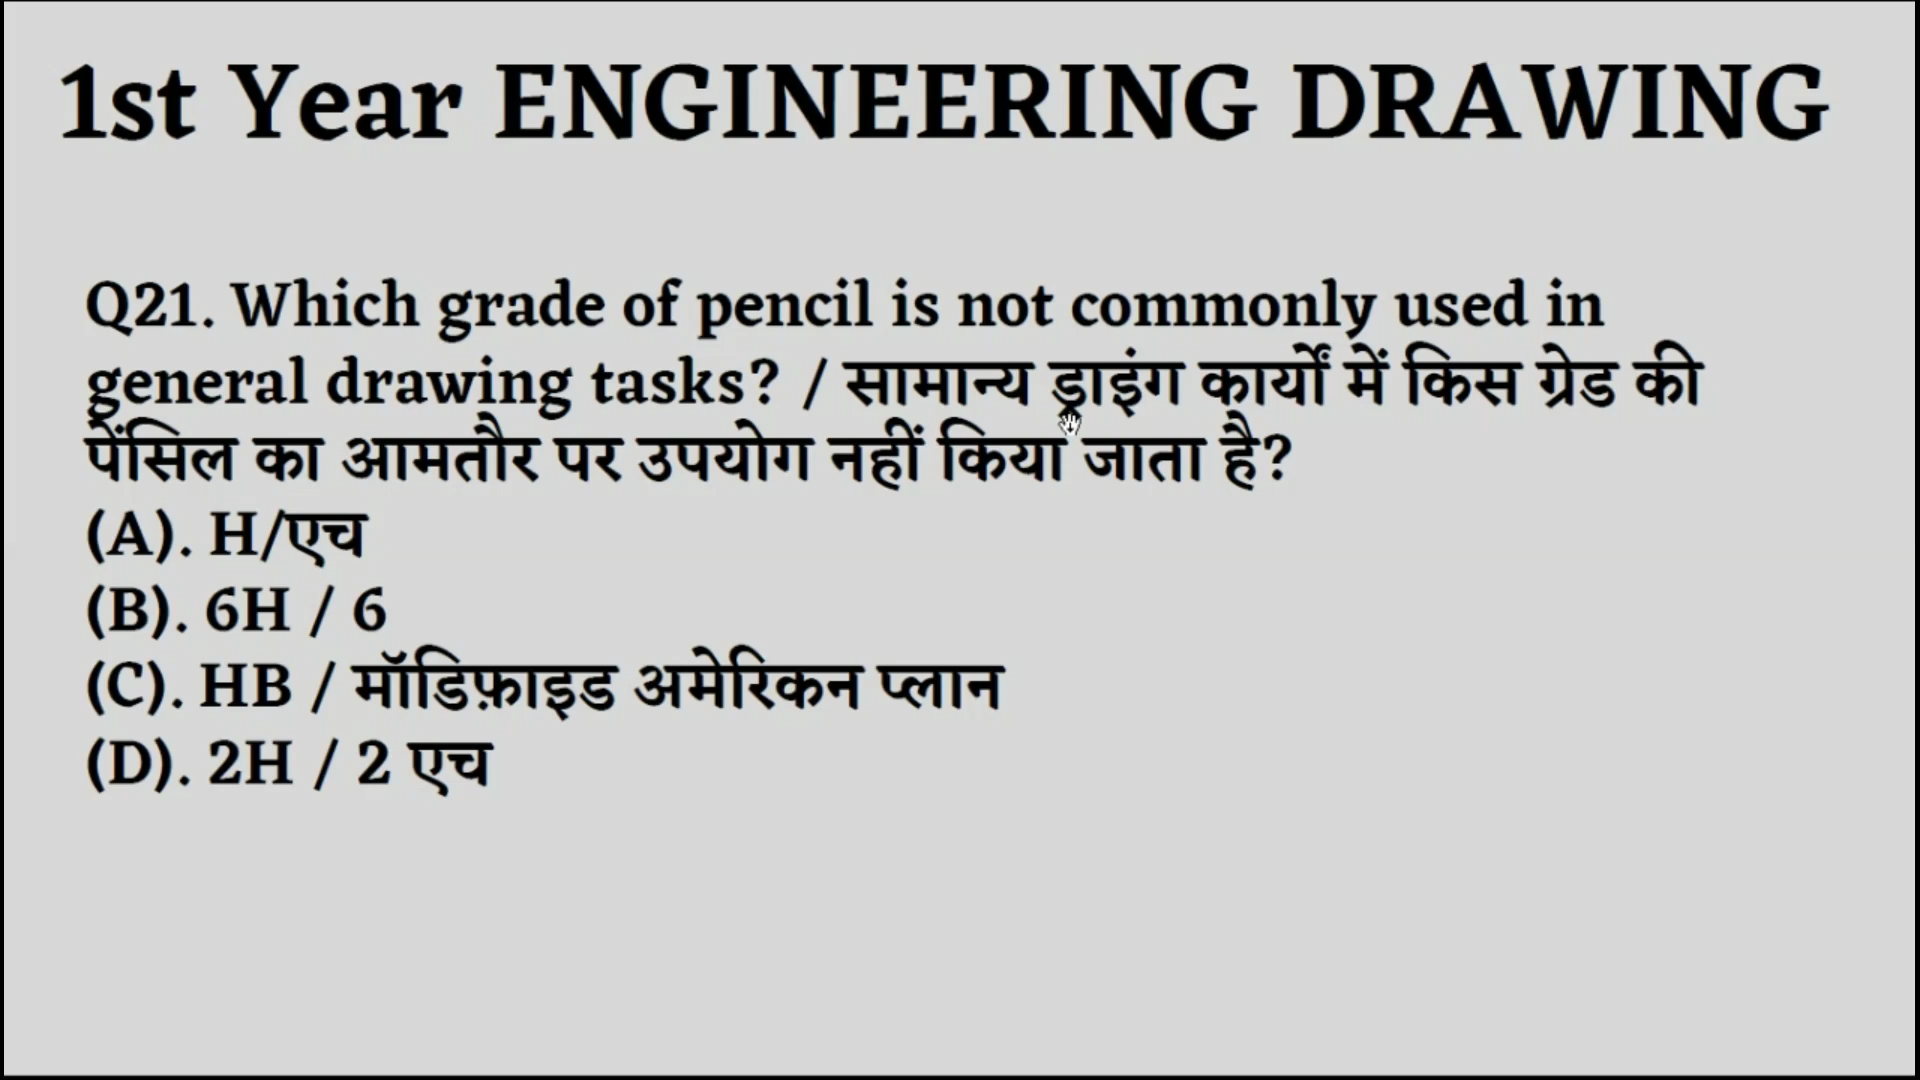 1st Year ENGINEERING DRAWING
Q21. Which grade of pencil is not commonly used in
general drawing tasks? / सामान्य ड्राइंग कार्यों में किस ग्रेड की
पेंसिल का आमतौर पर उपयोग नहीं किया जाता है?
(A). H/एच
(B). 6H / 6
(C). HB / मॉडिफ़ाइड अमेरिकन प्लान
(D). 2H / 2 एच